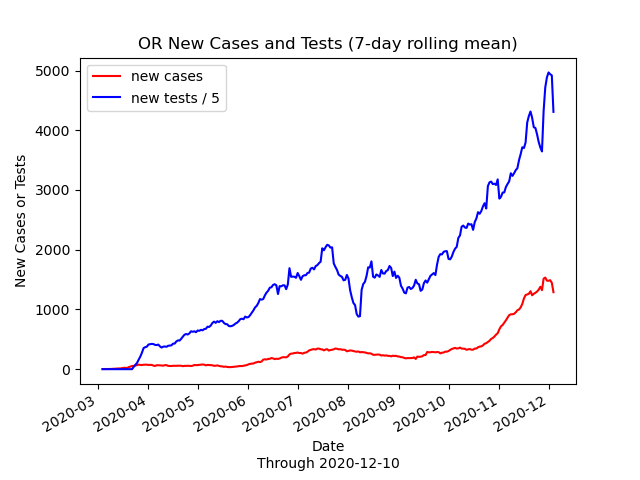 OR New Cases and Tests (7-day rolling mean)
new cases
new tests / 5
New Cases or Tests
5000
4000
3000
2000
1000
0
2020-03
2020-04
2020-05
2020-06
2020-07
2020-08
2020-09
2020-10
2020-11
2020-12
Date
Through 2020-12-10